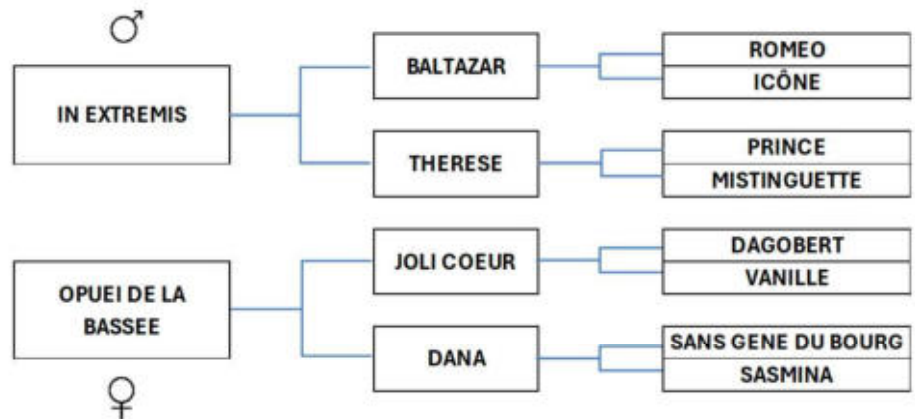 ♂
BALTAZAR
ROMEO
ICÔNE
IN EXTREMIS
THERESE
PRINCE
MISTINGUETTE
JOLI COEUR
DAGOBERT
VANILLE
OPUEI DE LA
BASSEE
DANA
SANS GENE DU BOURG
SASMINA
♀